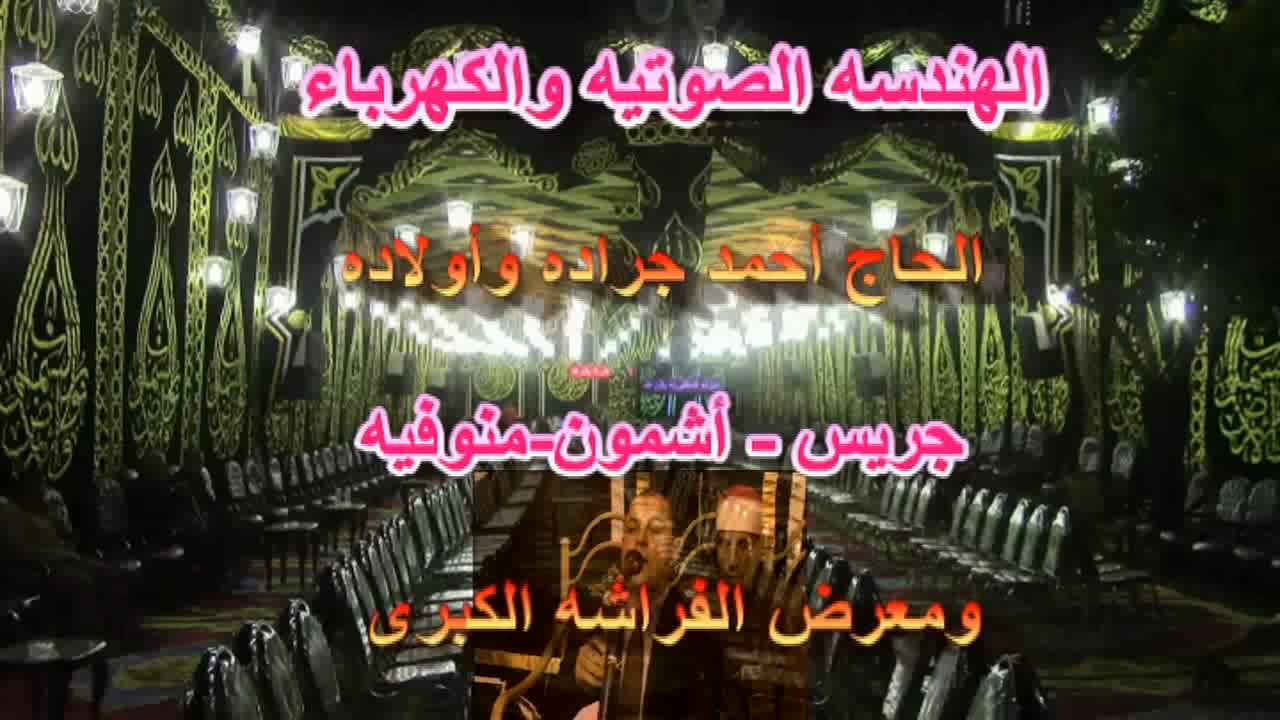 الهندسه الصوتيه والكهرباء
الحاج أحمد جراده وأولاده
جريس - أشمون-منوفيه
ومعرض الفراشه الكبرى